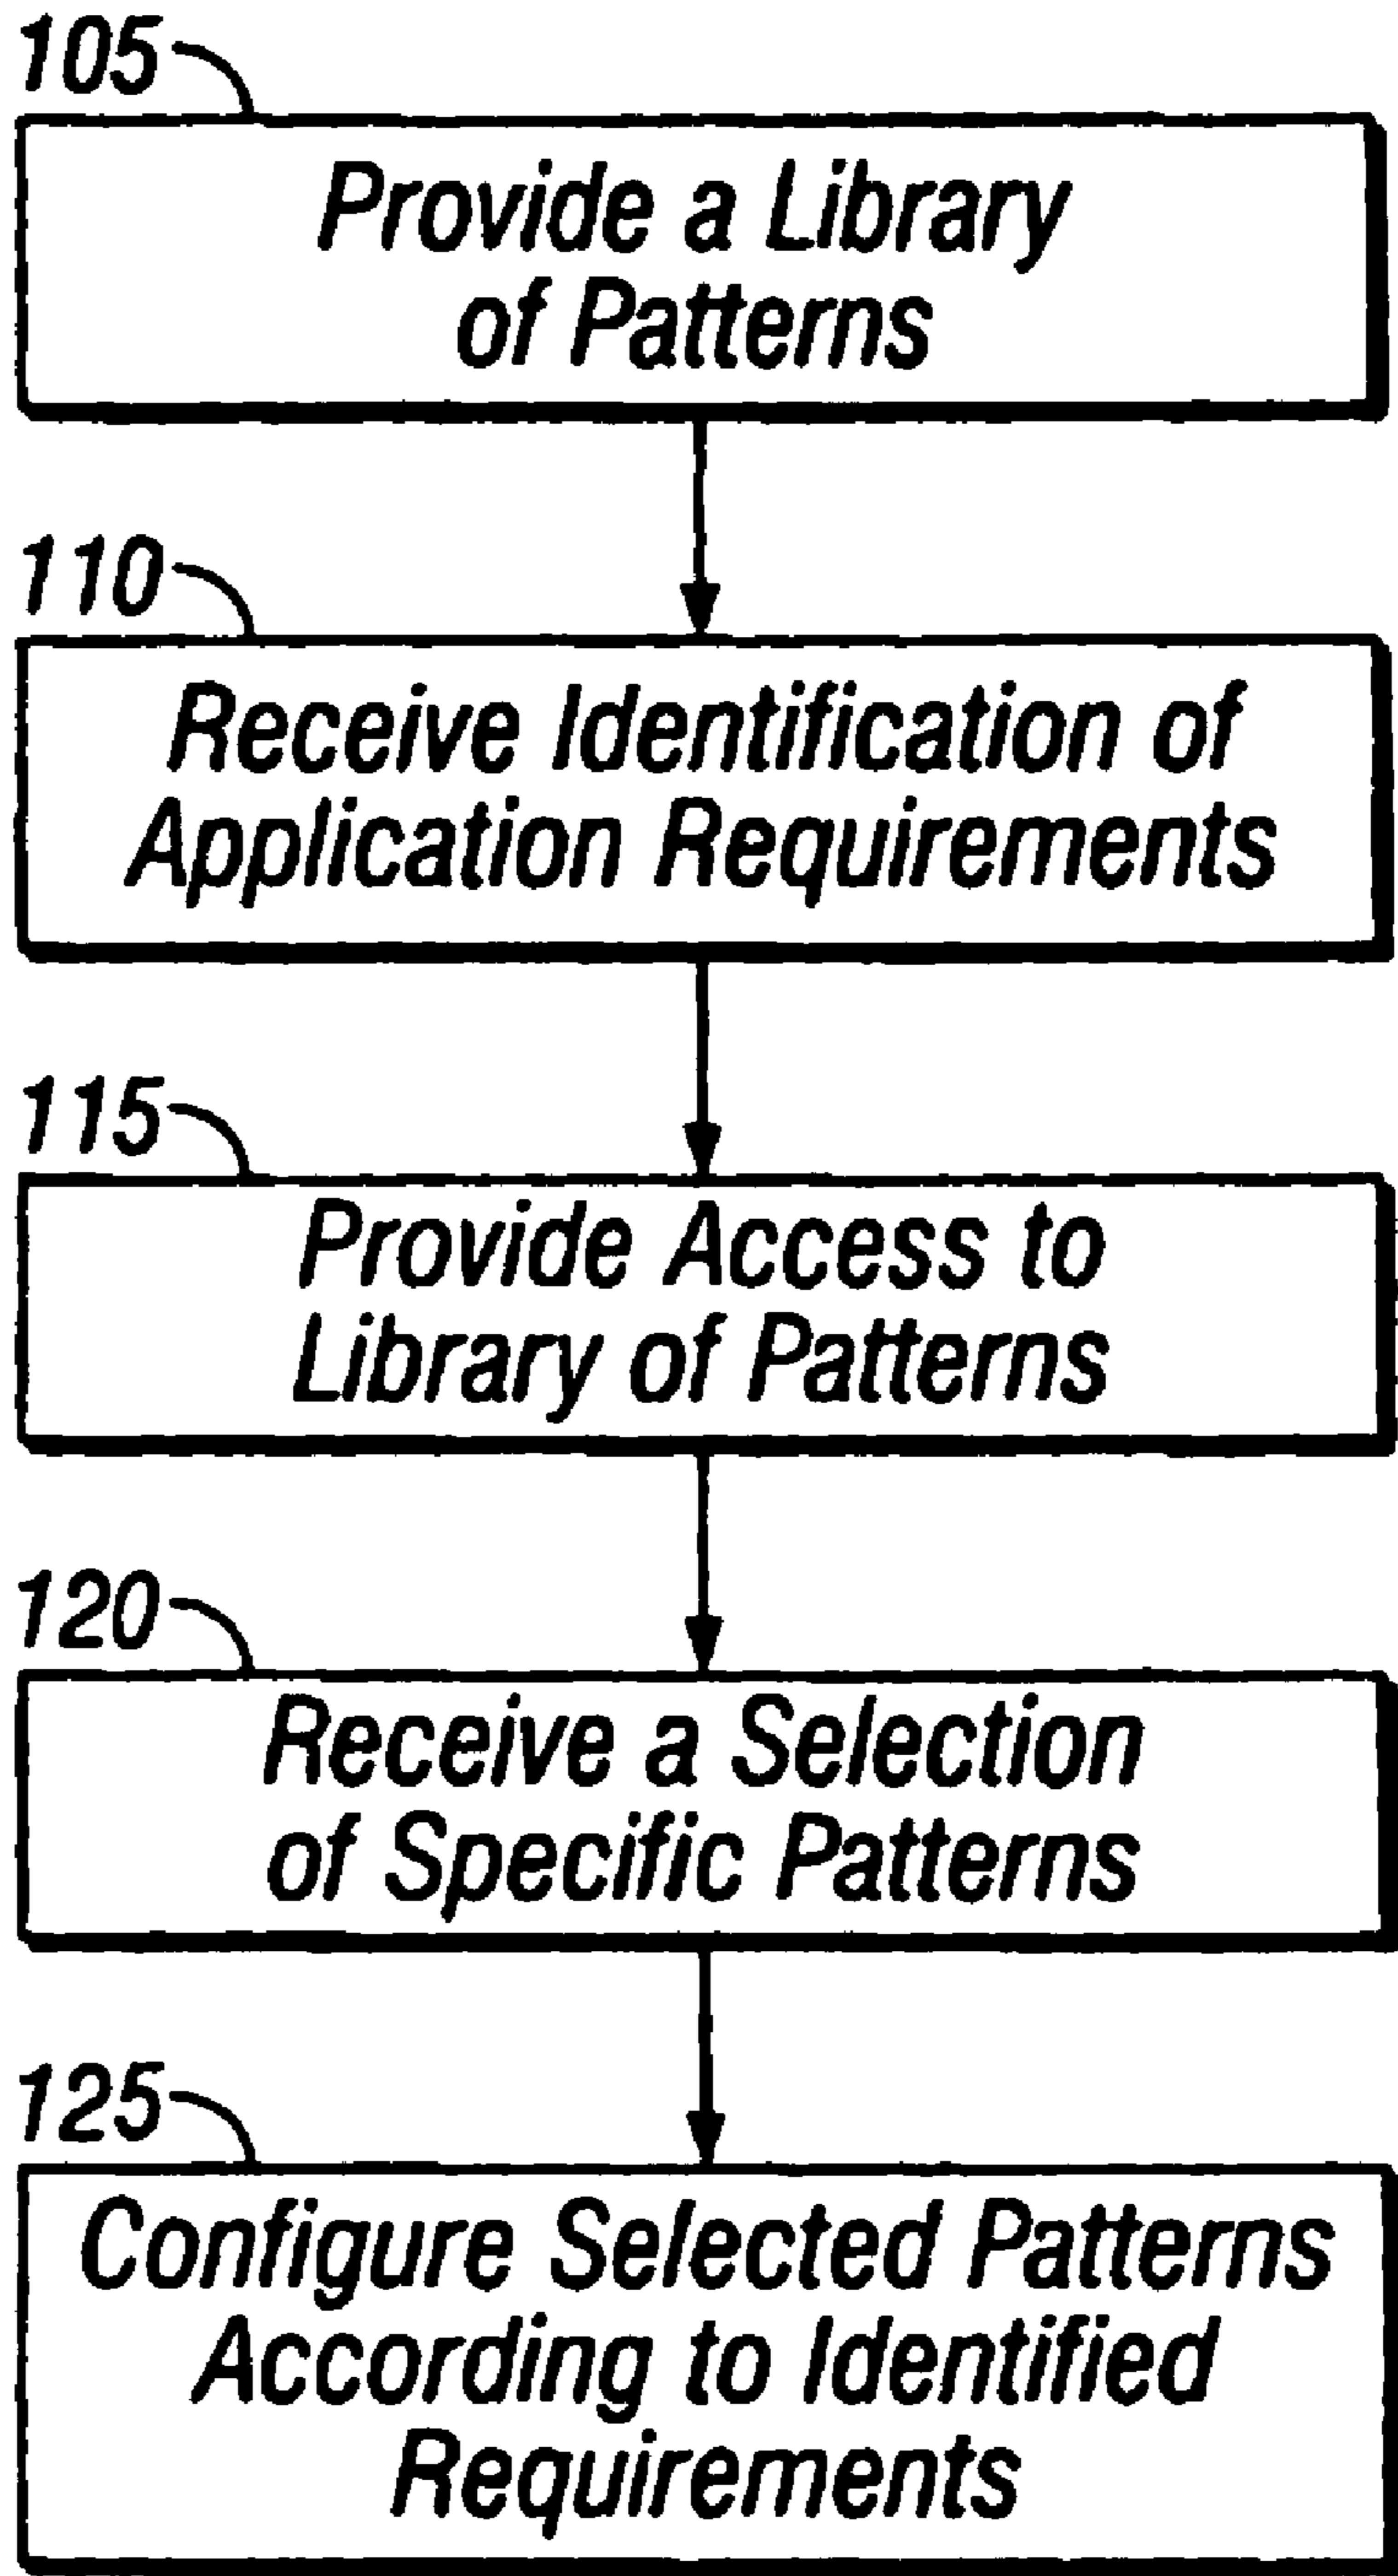 105
Provide a Library
of Patterns
110
Receive Identification of
Application Requirements
115
Provide Access to
Library of Patterns
120
Receive a Selection
of Specific Patterns
125
Configure Selected Patterns
According to Identified
Requirements